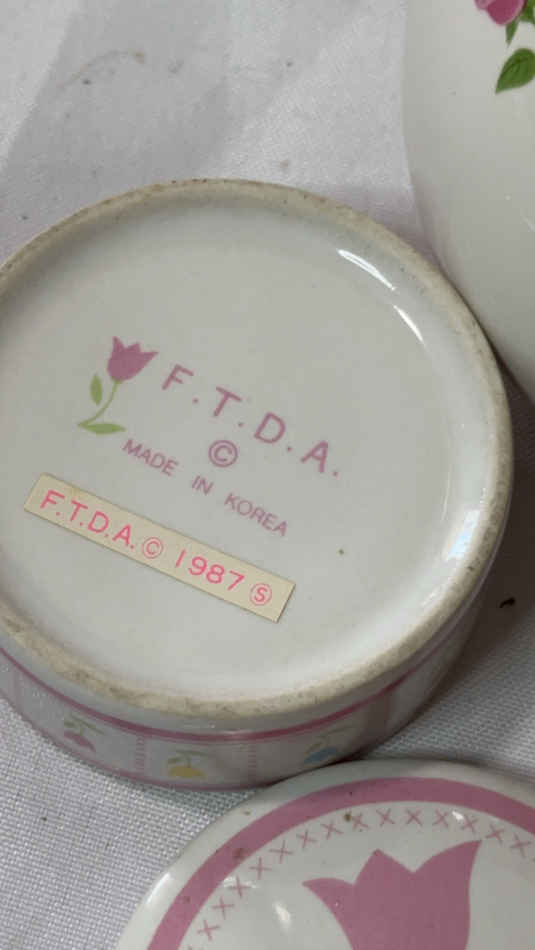 F.T.D.A.
©
MADE IN KOREA
F.T.D.A.© 1987 Ⓢ